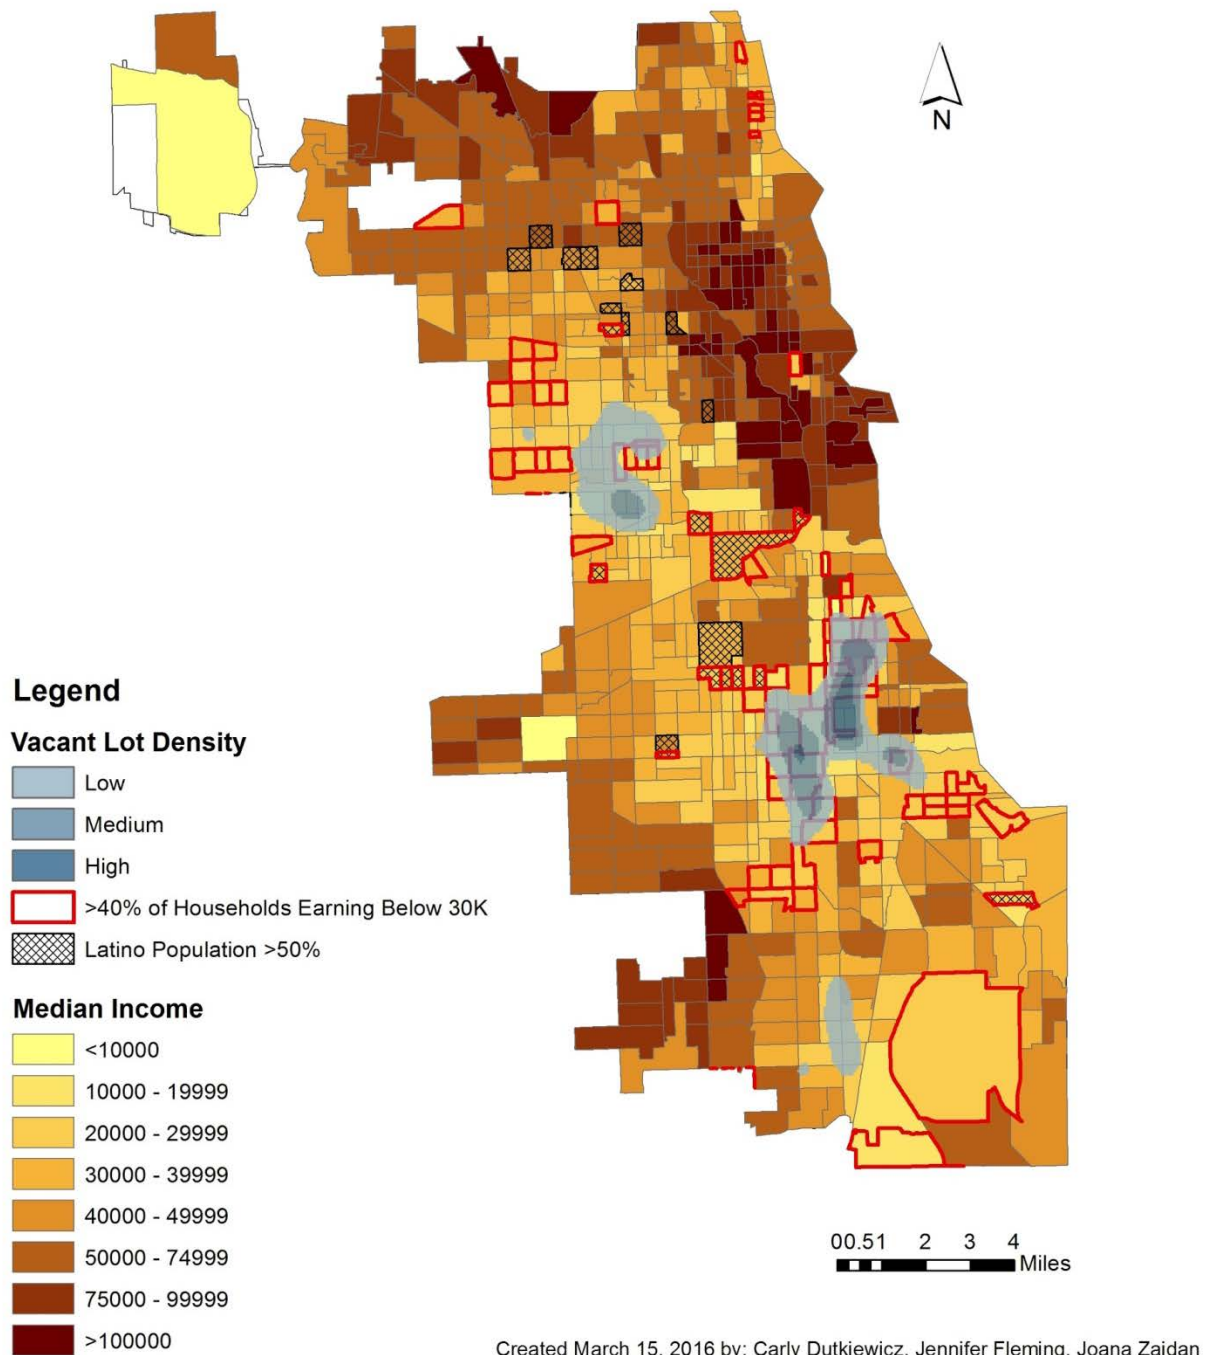 N
Legend
Vacant Lot Density
Low
Medium
High
>40% of Households Earning Below 30K
Latino Population >50%
Median Income
<10000
10000 - 19999
20000 - 29999
30000 - 39999
40000 - 49999
50000 - 74999
75000 - 99999
>100000
00.51 2 3 4
Miles
Created March 15, 2016 by: Carly Dutkiewicz, Jennifer Fleming, Joana Zaidan